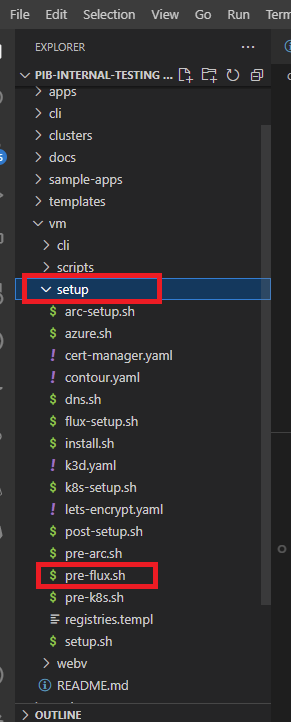 Edit Selection View Go Run Termin
EXPLORER
PIB-INTERNAL-TESTING ...
apps
cli
clusters
docs
sample-apps
templates
vm
cli
scripts
setup
$ arc-setup.sh
$ azure.sh
! cert-manager.yaml
! contour.yaml
$ dns.sh
$ flux-setup.sh
$ install.sh
! k3d.yaml
$ k8s-setup.sh
! lets-encrypt.yaml
$ post-setup.sh
$ pre-arc.sh
$ pre-flux.sh
$ pre-k8s.sh
registries.templ
$ setup.sh
webv
README.md
OUTLINE